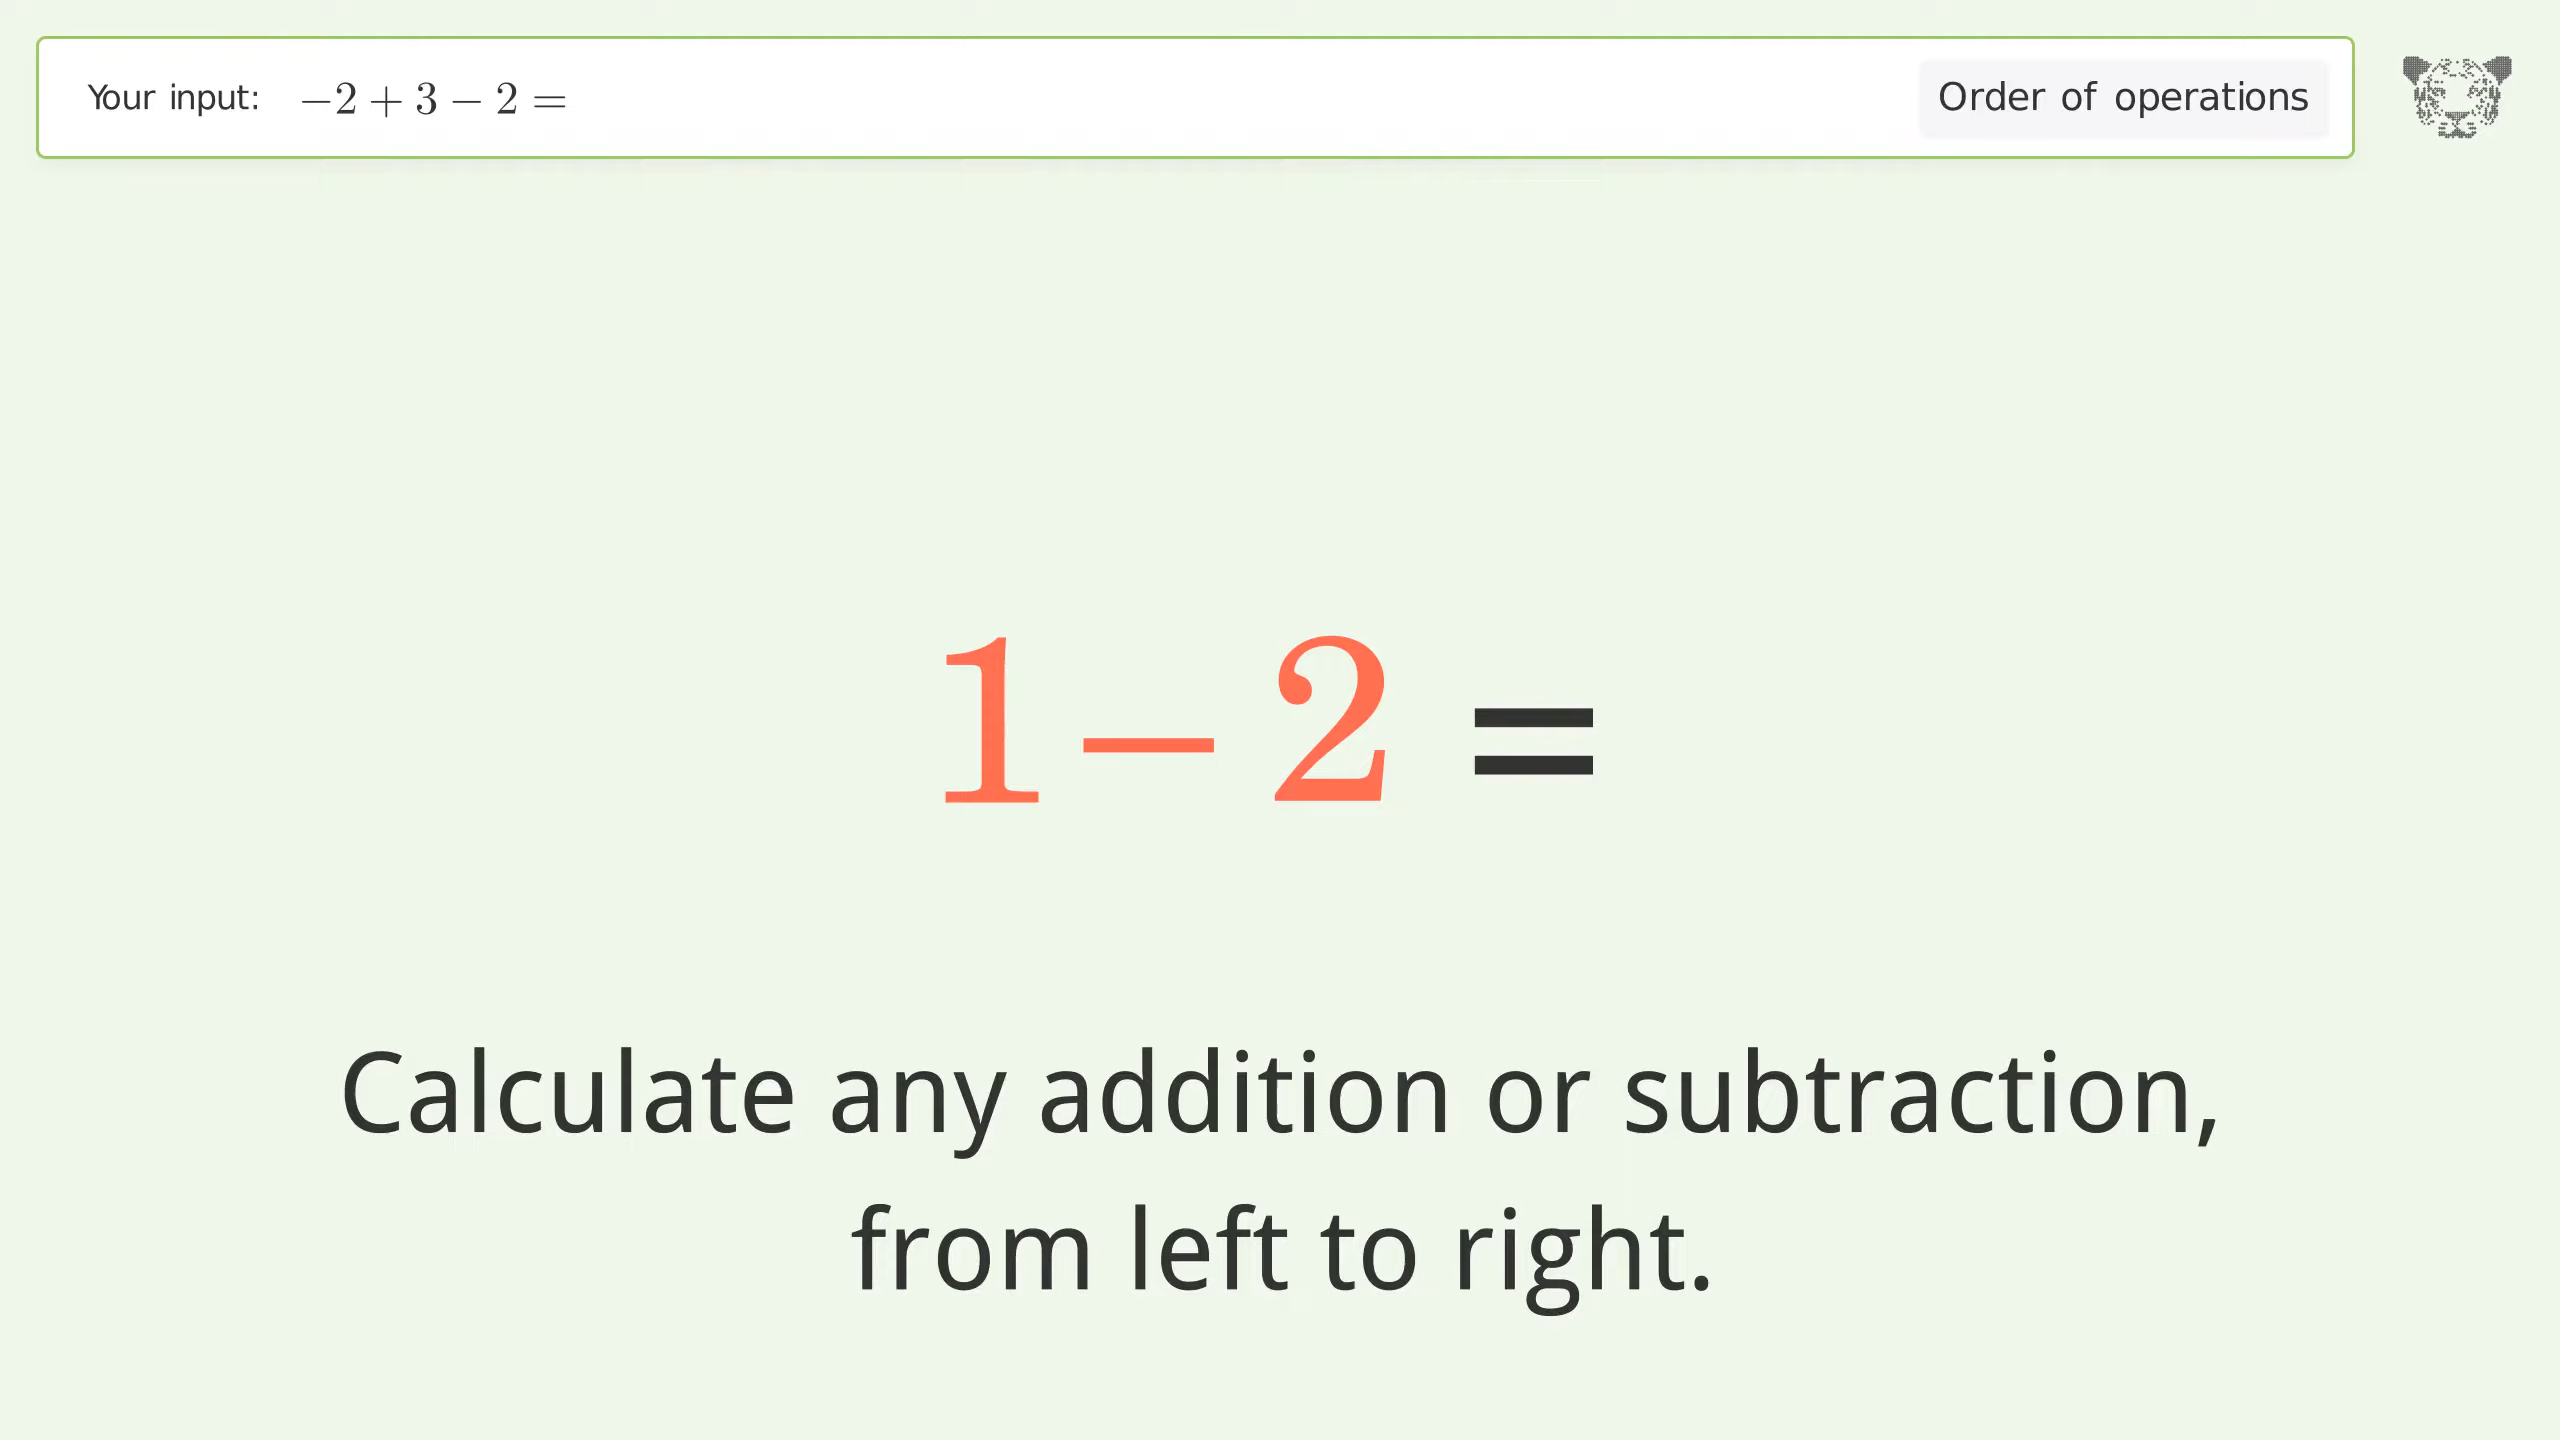 Your input: −2 + 3 − 2 = Order of operations
1 − 2 =
Calculate any addition or subtraction,
from left to right.